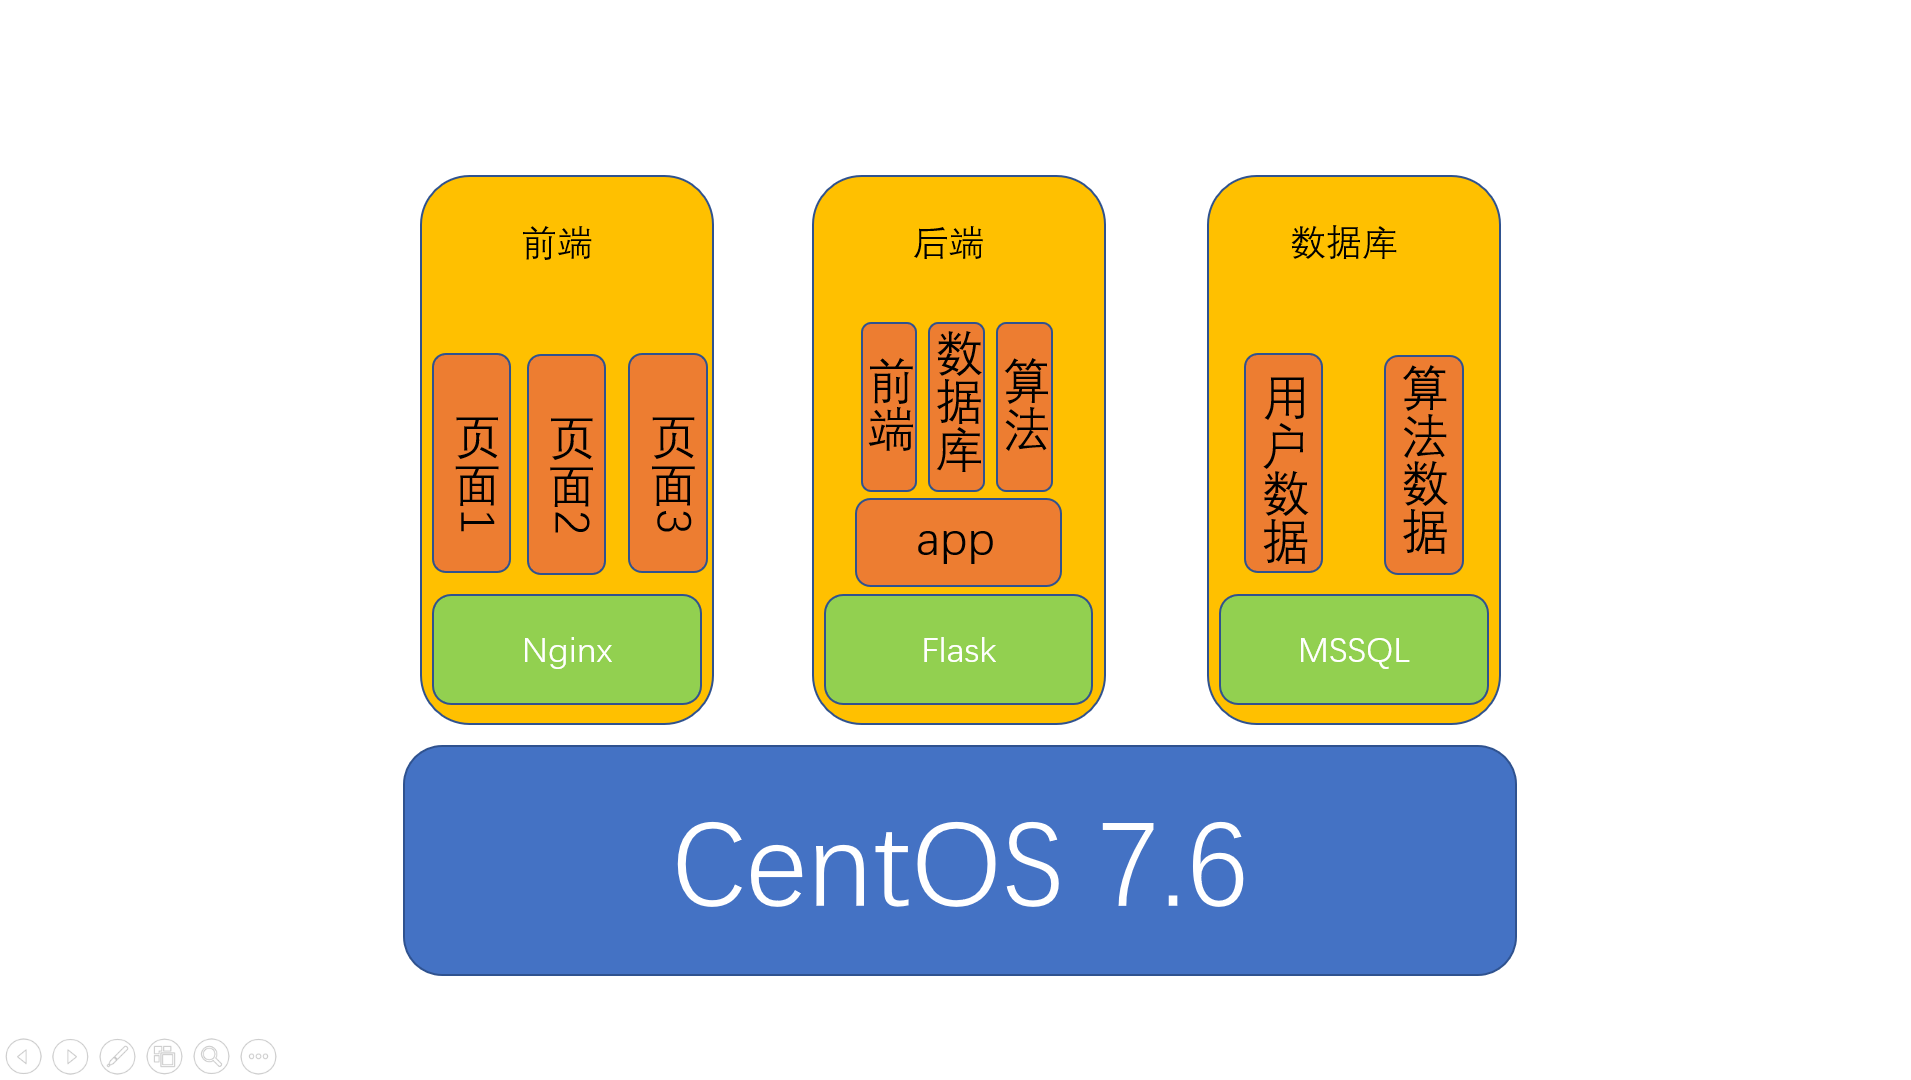 前端
页面1
页面2
页面3
Nginx
后端
前端
数据库
算法
app
Flask
数据库
用户数据
算法数据
MSSQL
CentOS 7.6